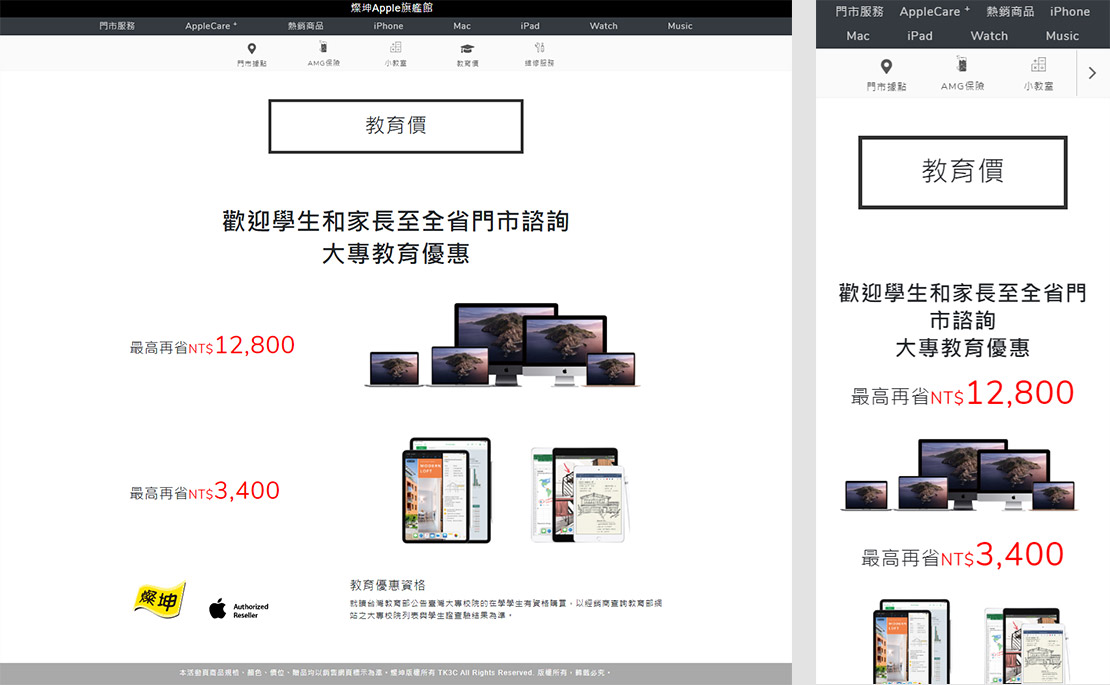 燦坤Apple旗艦館
門市服務 AppleCare + 熱銷商品 iPhone Mac iPad Watch Music
門市據點 AMG保險 小教室 教育價 維修服務
教育價
歡迎學生和家長至全省門市諮詢
大專教育優惠
最高再省NT$12,800
最高再省NT$3,400
MODERN
LOFT
燦坤
Authorized
Reseller
教育優惠資格
就讀台灣教育部公告臺灣大專校院的在學學生有資格購買，以經銷商查詢教育部網
站之大專校院列表與學生證查驗結果為準。
本活動頁商品規格、顏色、價位、贈品均以銷售網頁標示為準。燦坤版權所有 TK3C All Rights Reserved. 版權所有，轉載必究。
門市服務 AppleCare + 熱銷商品 iPhone
Mac iPad Watch Music
門市據點 AMG保險 小教室
教育價
歡迎學生和家長至全省門
市諮詢
大專教育優惠
最高再省NT$12,800
最高再省NT$3,400
MODERN
LOFT